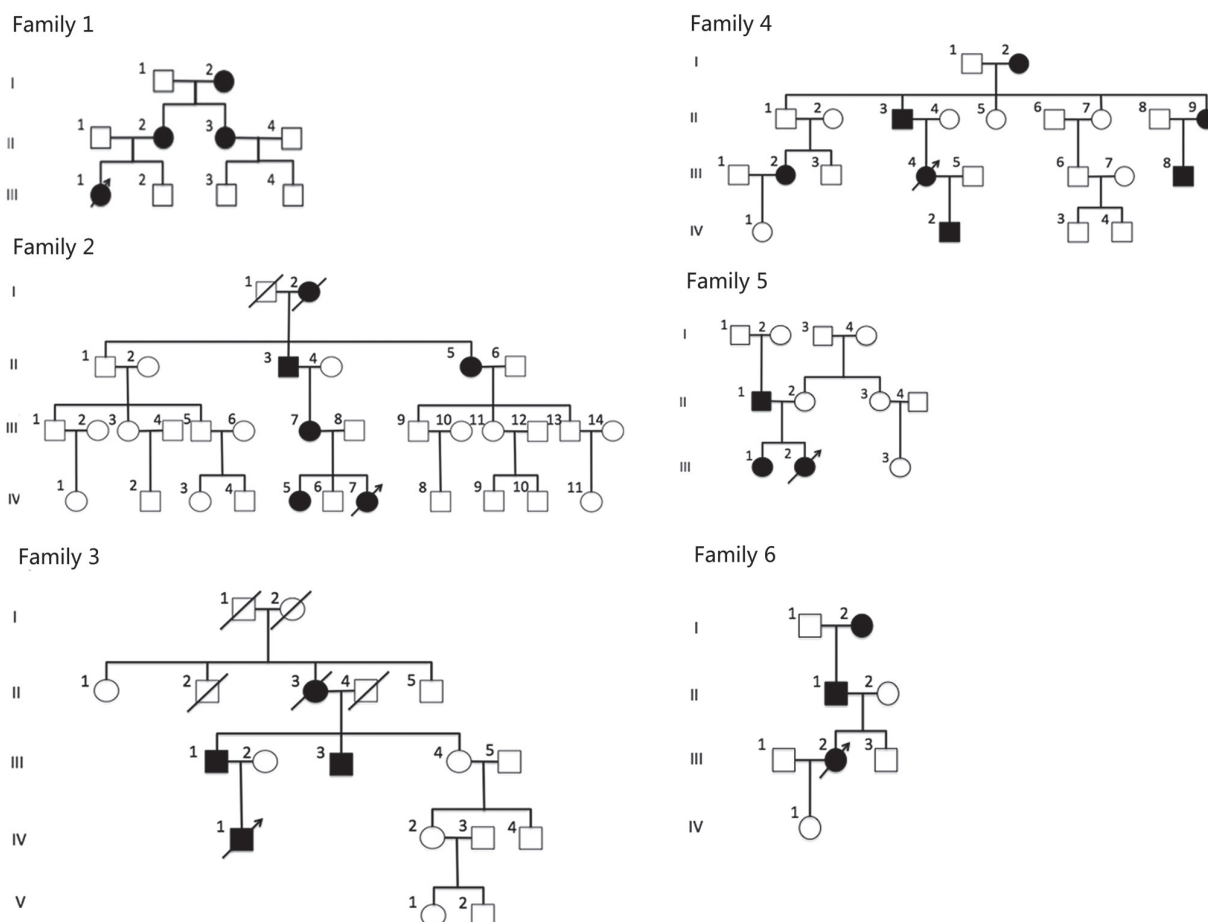 Family 1
I
1 2
II
1 2 3 4
III
1 2 3 4
Family 2
I
1 2
II
1 2 3 4 5 6
III
1 2 3 4 5 6 7 8 9 10 11 12 13 14
IV
1 2 3 4 5 6 7 8 9 10 11
Family 3
I
1 2
II
1 2 3 4 5
III
1 2 3 4 5
IV
1 2 3 4
V
1 2
Family 4
I
1 2
II
1 2 3 4 5 6 7 8 9
III
1 2 3 4 5 6 7 8
IV
1 2 3 4
Family 5
I
1 2 3 4
II
1 2 3 4
III
1 2 3
Family 6
I
1 2
II
1 2
III
1 2 3
IV
1